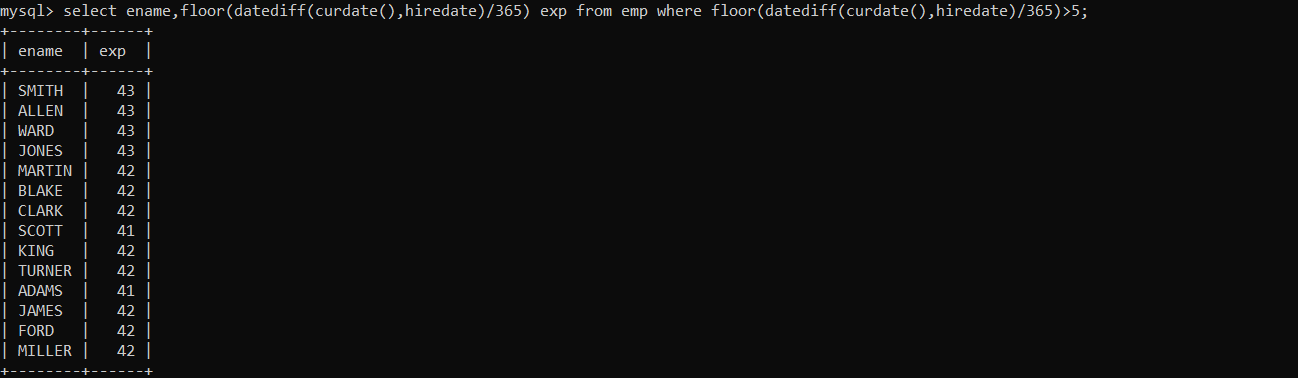 mysql> select ename,floor(datediff(curdate(),hiredate)/365) exp from emp where floor(datediff(curdate(),hiredate)/365)>5;
+--------+------+
| ename  | exp  |
+--------+------+
| SMITH  |   43 |
| ALLEN  |   43 |
| WARD   |   43 |
| JONES  |   43 |
| MARTIN |   42 |
| BLAKE  |   42 |
| CLARK  |   42 |
| SCOTT  |   41 |
| KING   |   42 |
| TURNER |   42 |
| ADAMS  |   41 |
| JAMES  |   42 |
| FORD   |   42 |
| MILLER |   42 |
+--------+------+